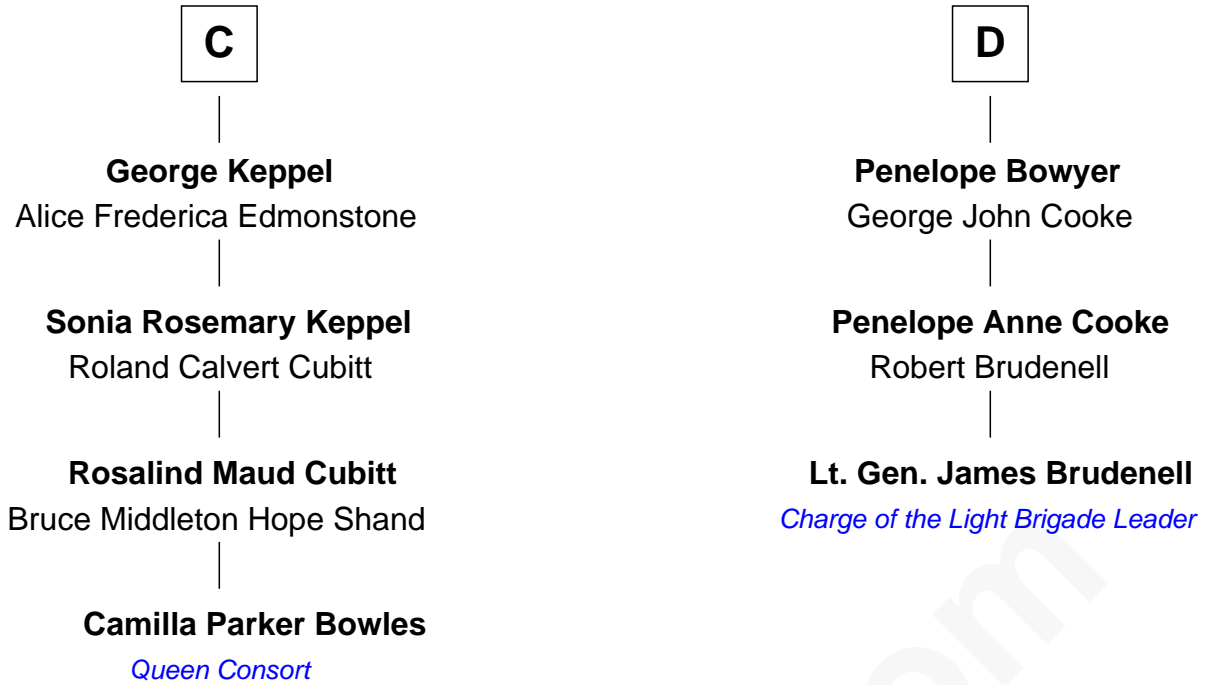 C
George Keppel
Alice Frederica Edmonstone
Sonia Rosemary Keppel
Roland Calvert Cubitt
Rosalind Maud Cubitt
Bruce Middleton Hope Shand
Camilla Parker Bowles
Queen Consort
D
Penelope Bowyer
George John Cooke
Penelope Anne Cooke
Robert Brudenell
Lt. Gen. James Brudenell
Charge of the Light Brigade Leader
om